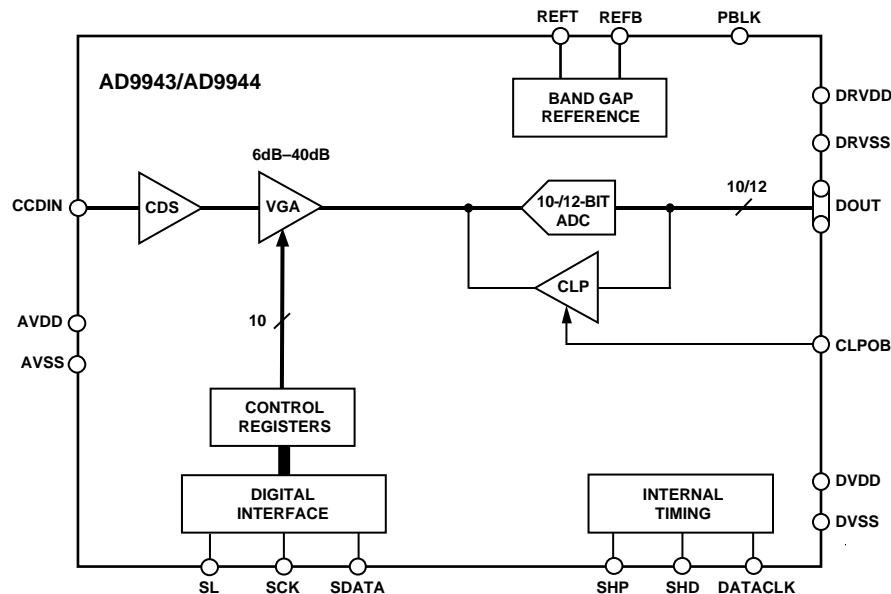 REFT REFB PBLK
AD9943/AD9944
BAND GAP
REFERENCE
DRVDD
DRVSS
6dB–40dB
CCDIN
CDS
VGA
10-/12-BIT
ADC
10/12
DOUT
CLP
AVDD
10
AVSS
CLPOB
CONTROL
REGISTERS
DIGITAL
INTERFACE
INTERNAL
TIMING
DVDD
DVSS
SL SCK SDATA SHP SHD DATACLK